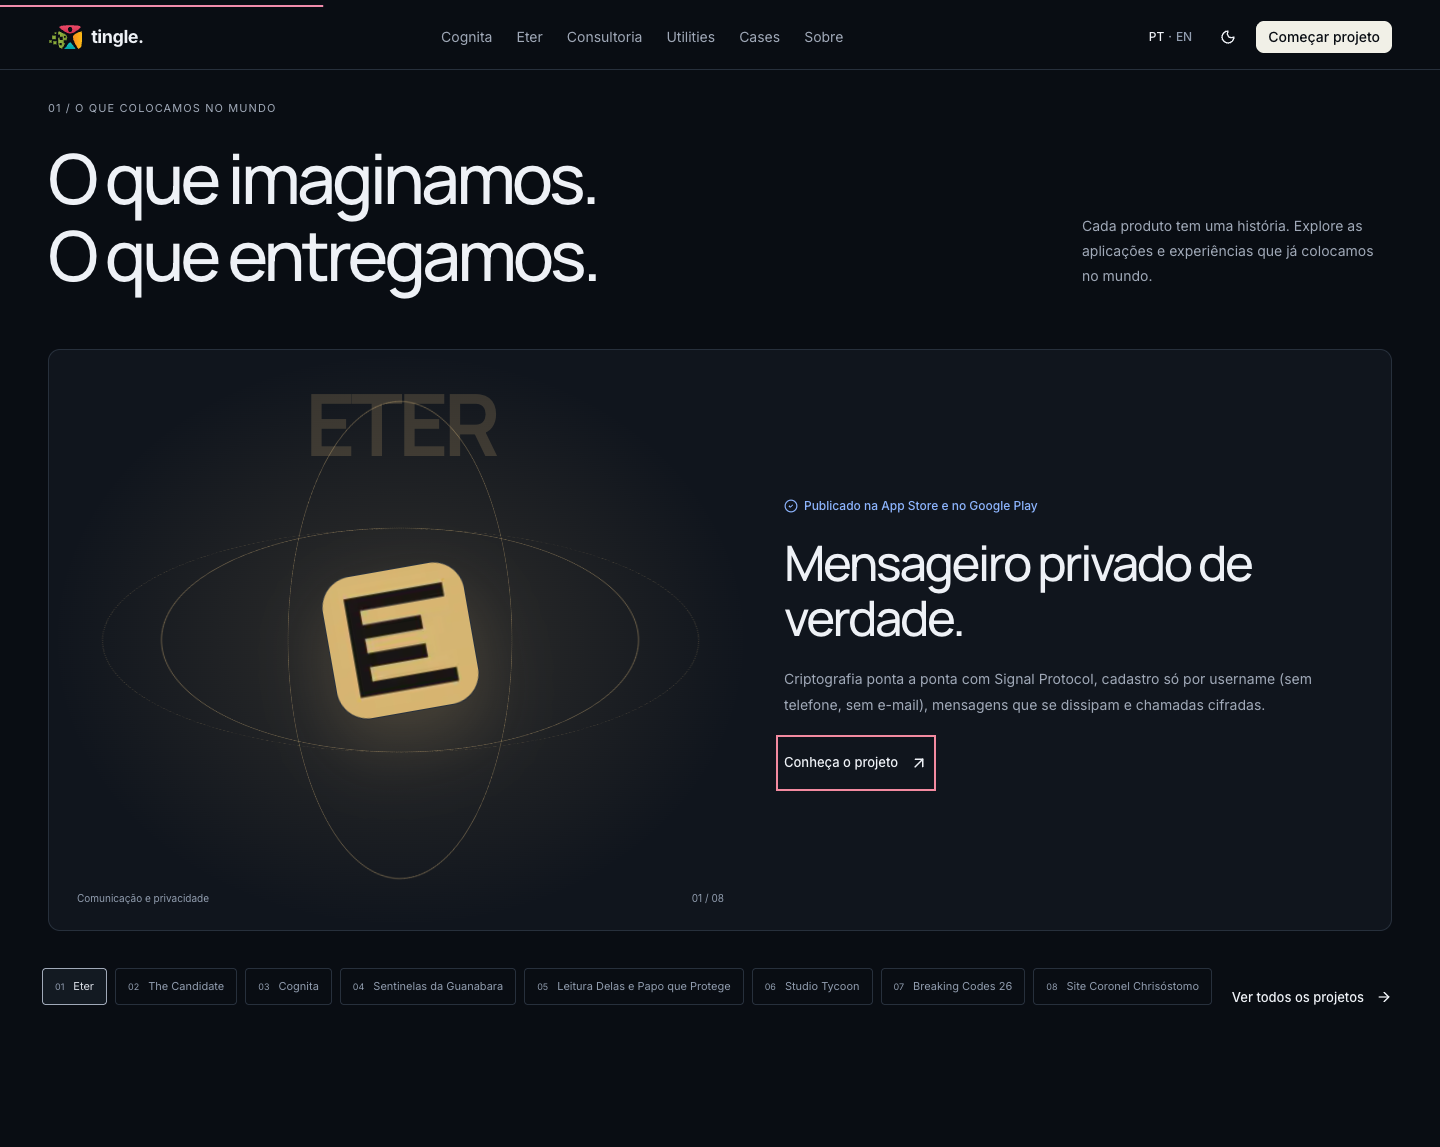 tingle.
Cognita
Eter
Consultoria
Utilities
Cases
Sobre
PT · EN
Começar projeto
01 / O QUE COLOCAMOS NO MUNDO
O que imaginamos.
O que entregamos.
Cada produto tem uma história. Explore as
aplicações e experiências que já colocamos
no mundo.
ETER
E
Comunicação e privacidade
01 / 08
Publicado na App Store e no Google Play
Mensageiro privado de
verdade.
Criptografia ponta a ponta com Signal Protocol, cadastro só por username (sem
telefone, sem e-mail), mensagens que se dissipam e chamadas cifradas.
Conheça o projeto
01 Eter
02 The Candidate
03 Cognita
04 Sentinelas da Guanabara
05 Leitura Delas e Papo que Protege
06 Studio Tycoon
07 Breaking Codes 26
08 Site Coronel Chrisóstomo
Ver todos os projetos